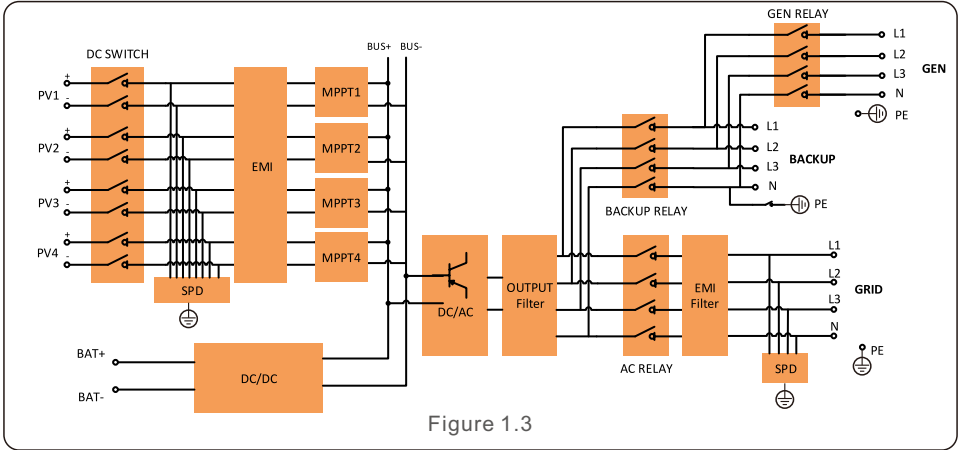 GEN RELAY
L1
L2
L3
N
GEN
PE
BUS+ BUS-
DC SWITCH
+
PV1
-
+
PV2
-
+
PV3
-
+
PV4
-
EMI
MPPT1
MPPT2
MPPT3
MPPT4
SPD
L1
L2
L3
N
BACKUP
PE
BACKUP RELAY
DC/AC
OUTPUT
Filter
AC RELAY
EMI
Filter
L1
L2
L3
N
GRID
PE
SPD
BAT+
BAT-
DC/DC
Figure 1.3